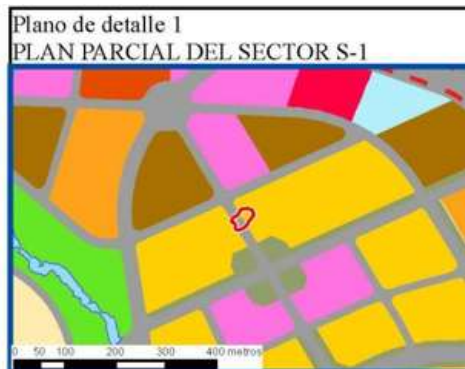 Plano de detalle 1
PLAN PARCIAL DEL SECTOR S-1
0 50 100 200 300 400 metros